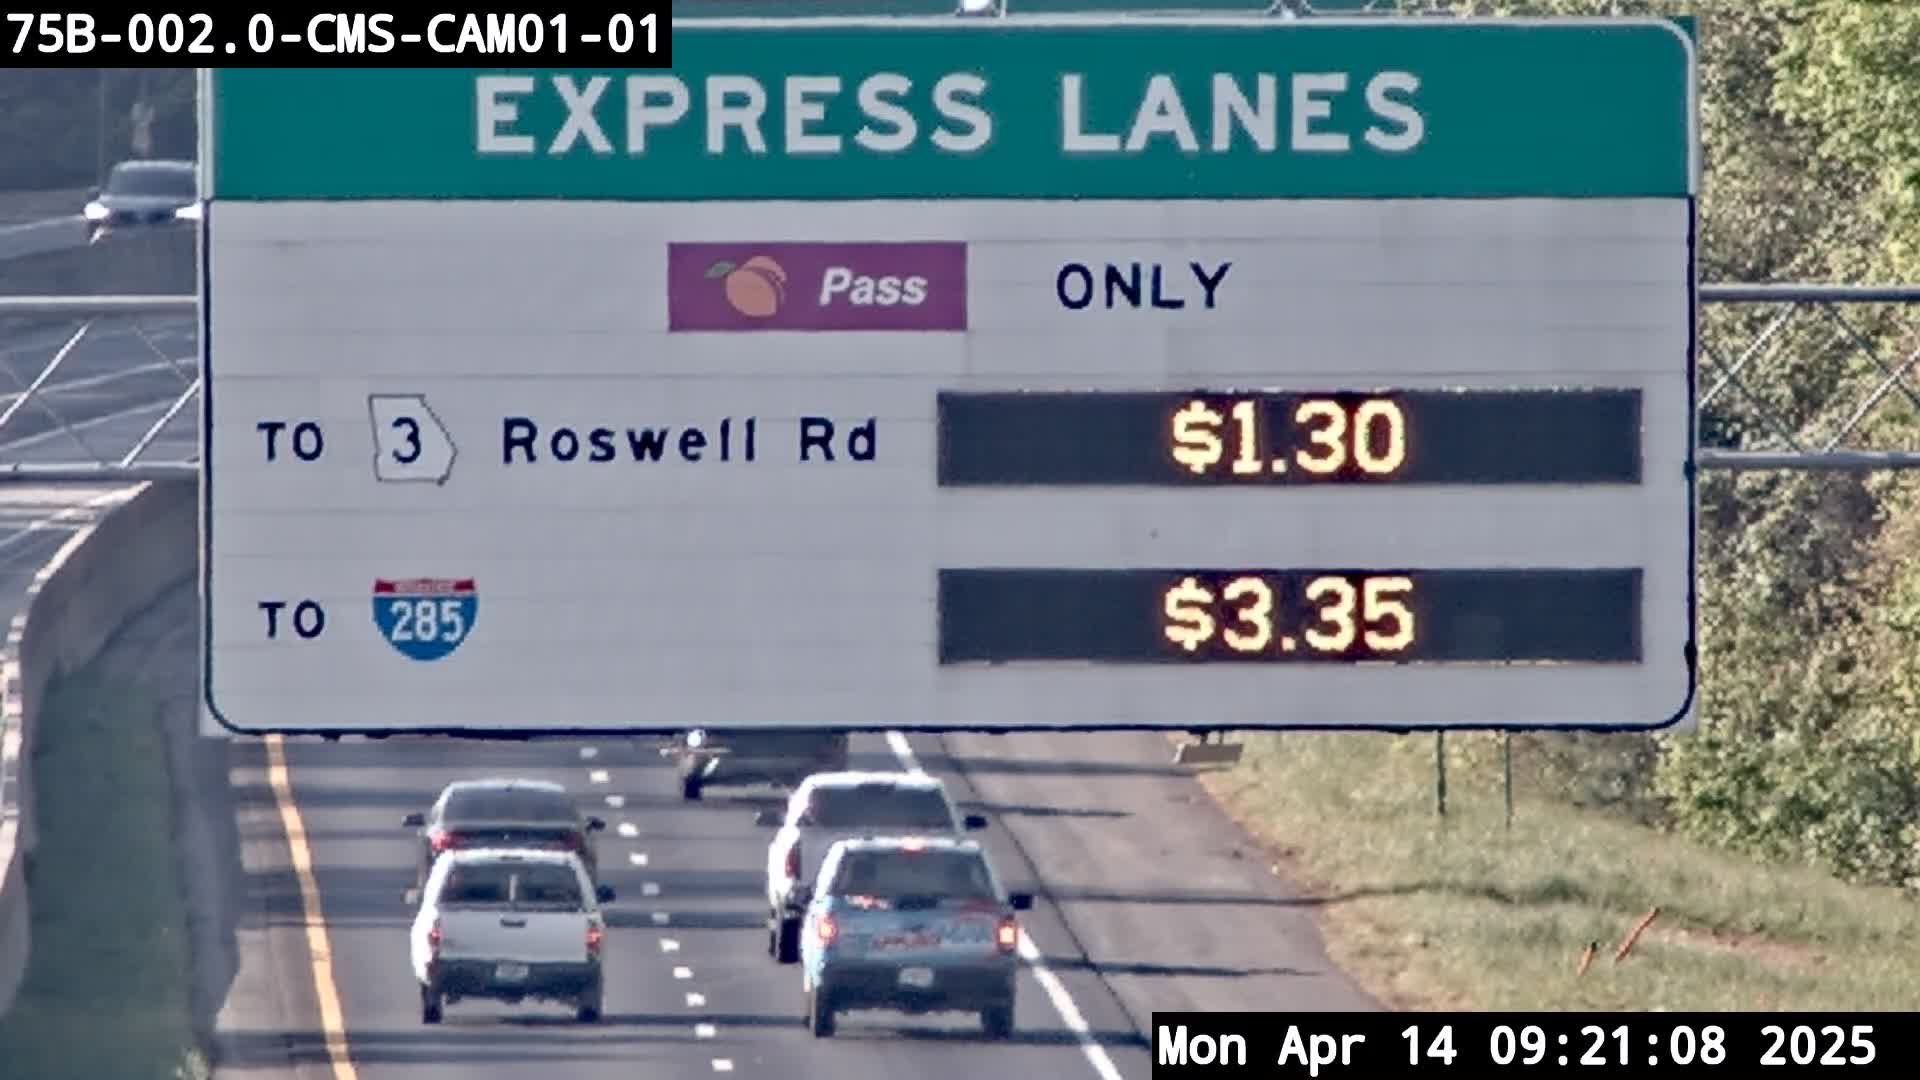 75B-002.0-CMS-CAM01-01
EXPRESS LANES
Pass ONLY
TO 3 Roswell Rd $1.30
TO 285 $3.35
Mon Apr 14 09:21:08 2025